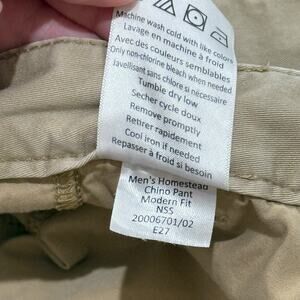 Machine wash cold with like colors
Lavage en machine à froid
Avec des couleurs semblables
Only non-chlorine bleach when needed
Javellisant sans chlore si nécessaire
Tumble dry low
Secher cycle doux
Remove promptly
Retirer rapidement
Cool iron if needed
Repasser à froid si besoin
Men's Homestead
Chino Pant
Modern Fit
NSS
20006701/02
E27